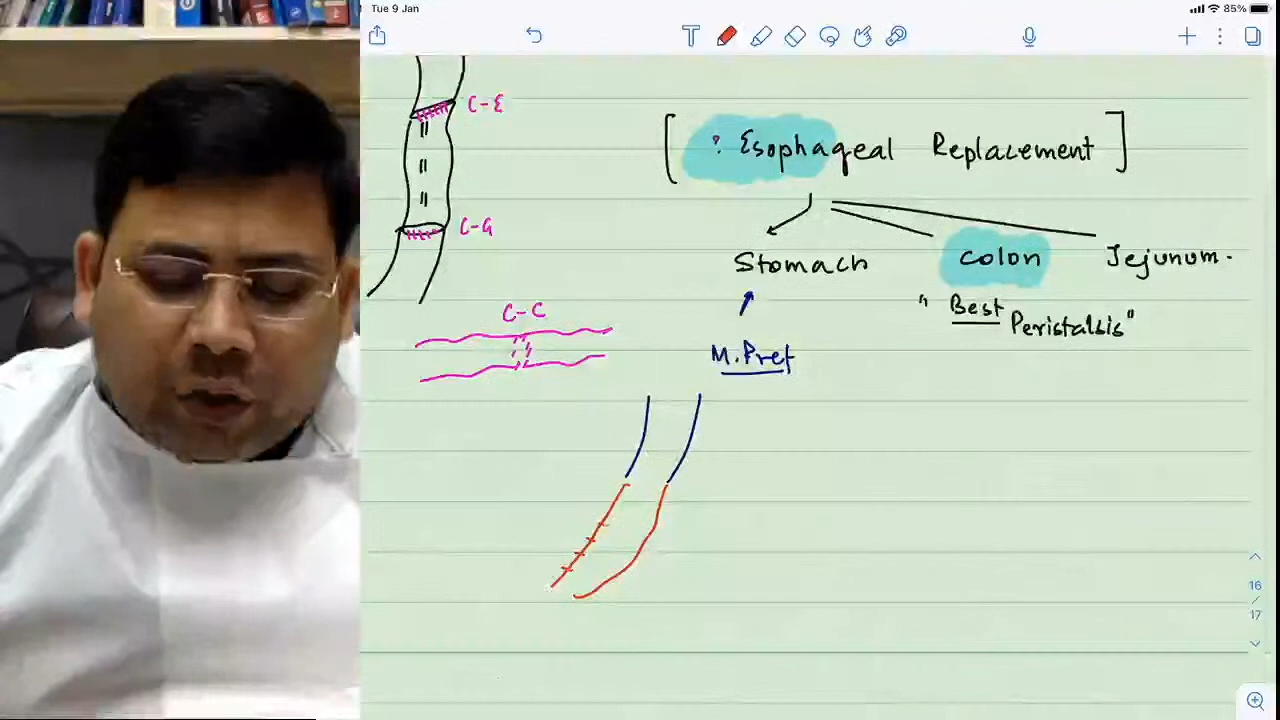 Tue 9 Jan
85%
C-E
[ : Esophageal Replacement ]
C-G
Stomach
Colon
Jejunum.
"Best
Peristalsis"
C-C
M.Pref
16
17